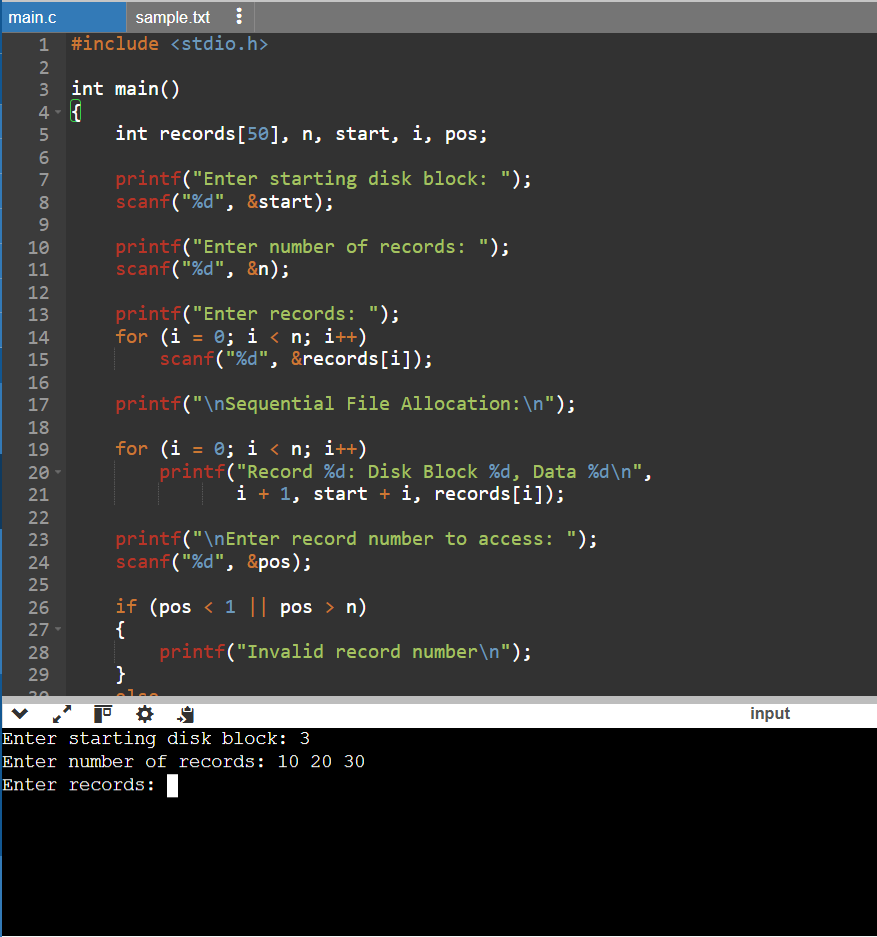 main.c
sample.txt
1 #include <stdio.h>
2
3 int main()
4 {
5     int records[50], n, start, i, pos;
6
7     printf("Enter starting disk block: ");
8     scanf("%d", &start);
9
10     printf("Enter number of records: ");
11     scanf("%d", &n);
12
13     printf("Enter records: ");
14     for (i = 0; i < n; i++)
15         scanf("%d", &records[i]);
16
17     printf("\nSequential File Allocation:\n");
18
19     for (i = 0; i < n; i++)
20         printf("Record %d: Disk Block %d, Data %d\n",
21                i + 1, start + i, records[i]);
22
23     printf("\nEnter record number to access: ");
24     scanf("%d", &pos);
25
26     if (pos < 1 || pos > n)
27     {
28         printf("Invalid record number\n");
29     }
30     else
input
Enter starting disk block: 3
Enter number of records: 10 20 30
Enter records: